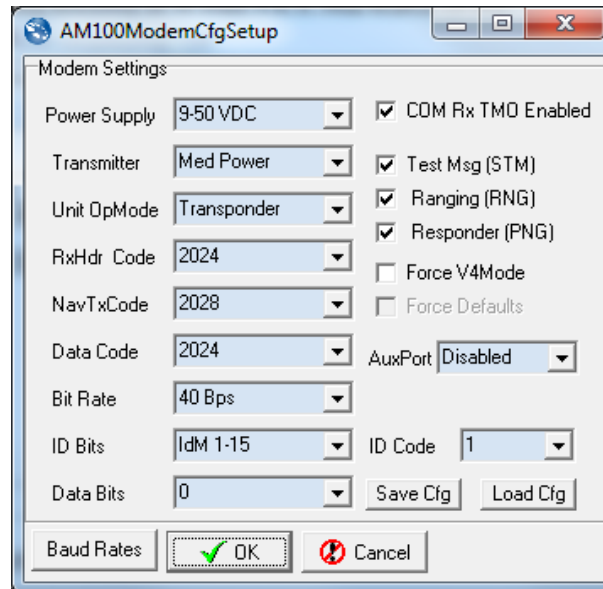 AM100ModemCfgSetup
Modem Settings
Power Supply 9-50 VDC COM Rx TMO Enabled
Transmitter Med Power Test Msg (STM)
Unit OpMode Transponder Ranging (RNG)
Responder (PNG)
RxHdr Code 2024 Force V4Mode
NavTxCode 2028 Force Defaults
Data Code 2024 AuxPort Disabled
Bit Rate 40 Bps
ID Bits IdM 1-15 ID Code 1
Data Bits 0 Save Cfg Load Cfg
Baud Rates OK Cancel